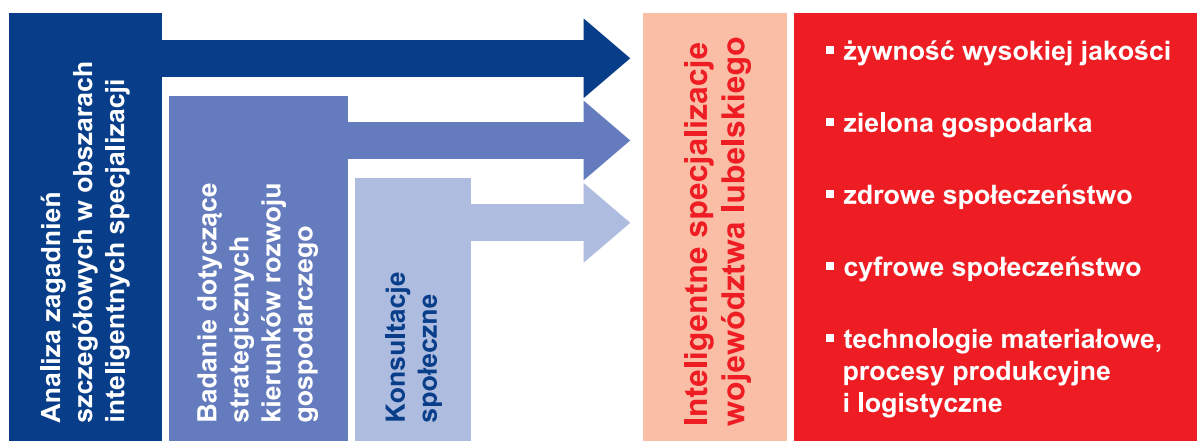 Analiza zagadnień
szczegółowych w obszarach
inteligentnych specjalizacji
Badanie dotyczące
strategicznych
kierunków rozwoju
gospodarczego
Konsultacje
społeczne
Inteligentne specjalizacje
województwa lubelskiego
▪ żywność wysokiej jakości
▪ zielona gospodarka
▪ zdrowe społeczeństwo
▪ cyfrowe społeczeństwo
▪ technologie materiałowe,
procesy produkcyjne
i logistyczne